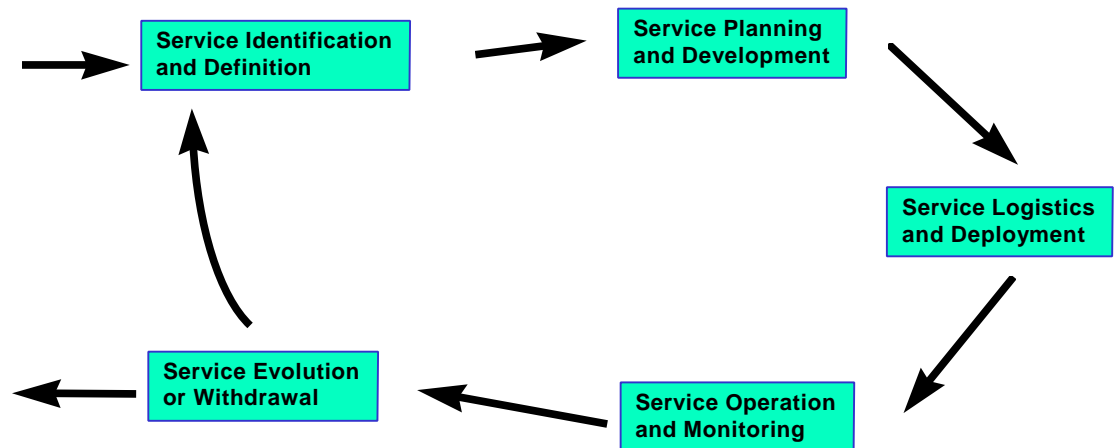 Service Identification
and Definition
Service Planning
and Development
Service Logistics
and Deployment
Service Operation
and Monitoring
Service Evolution
or Withdrawal